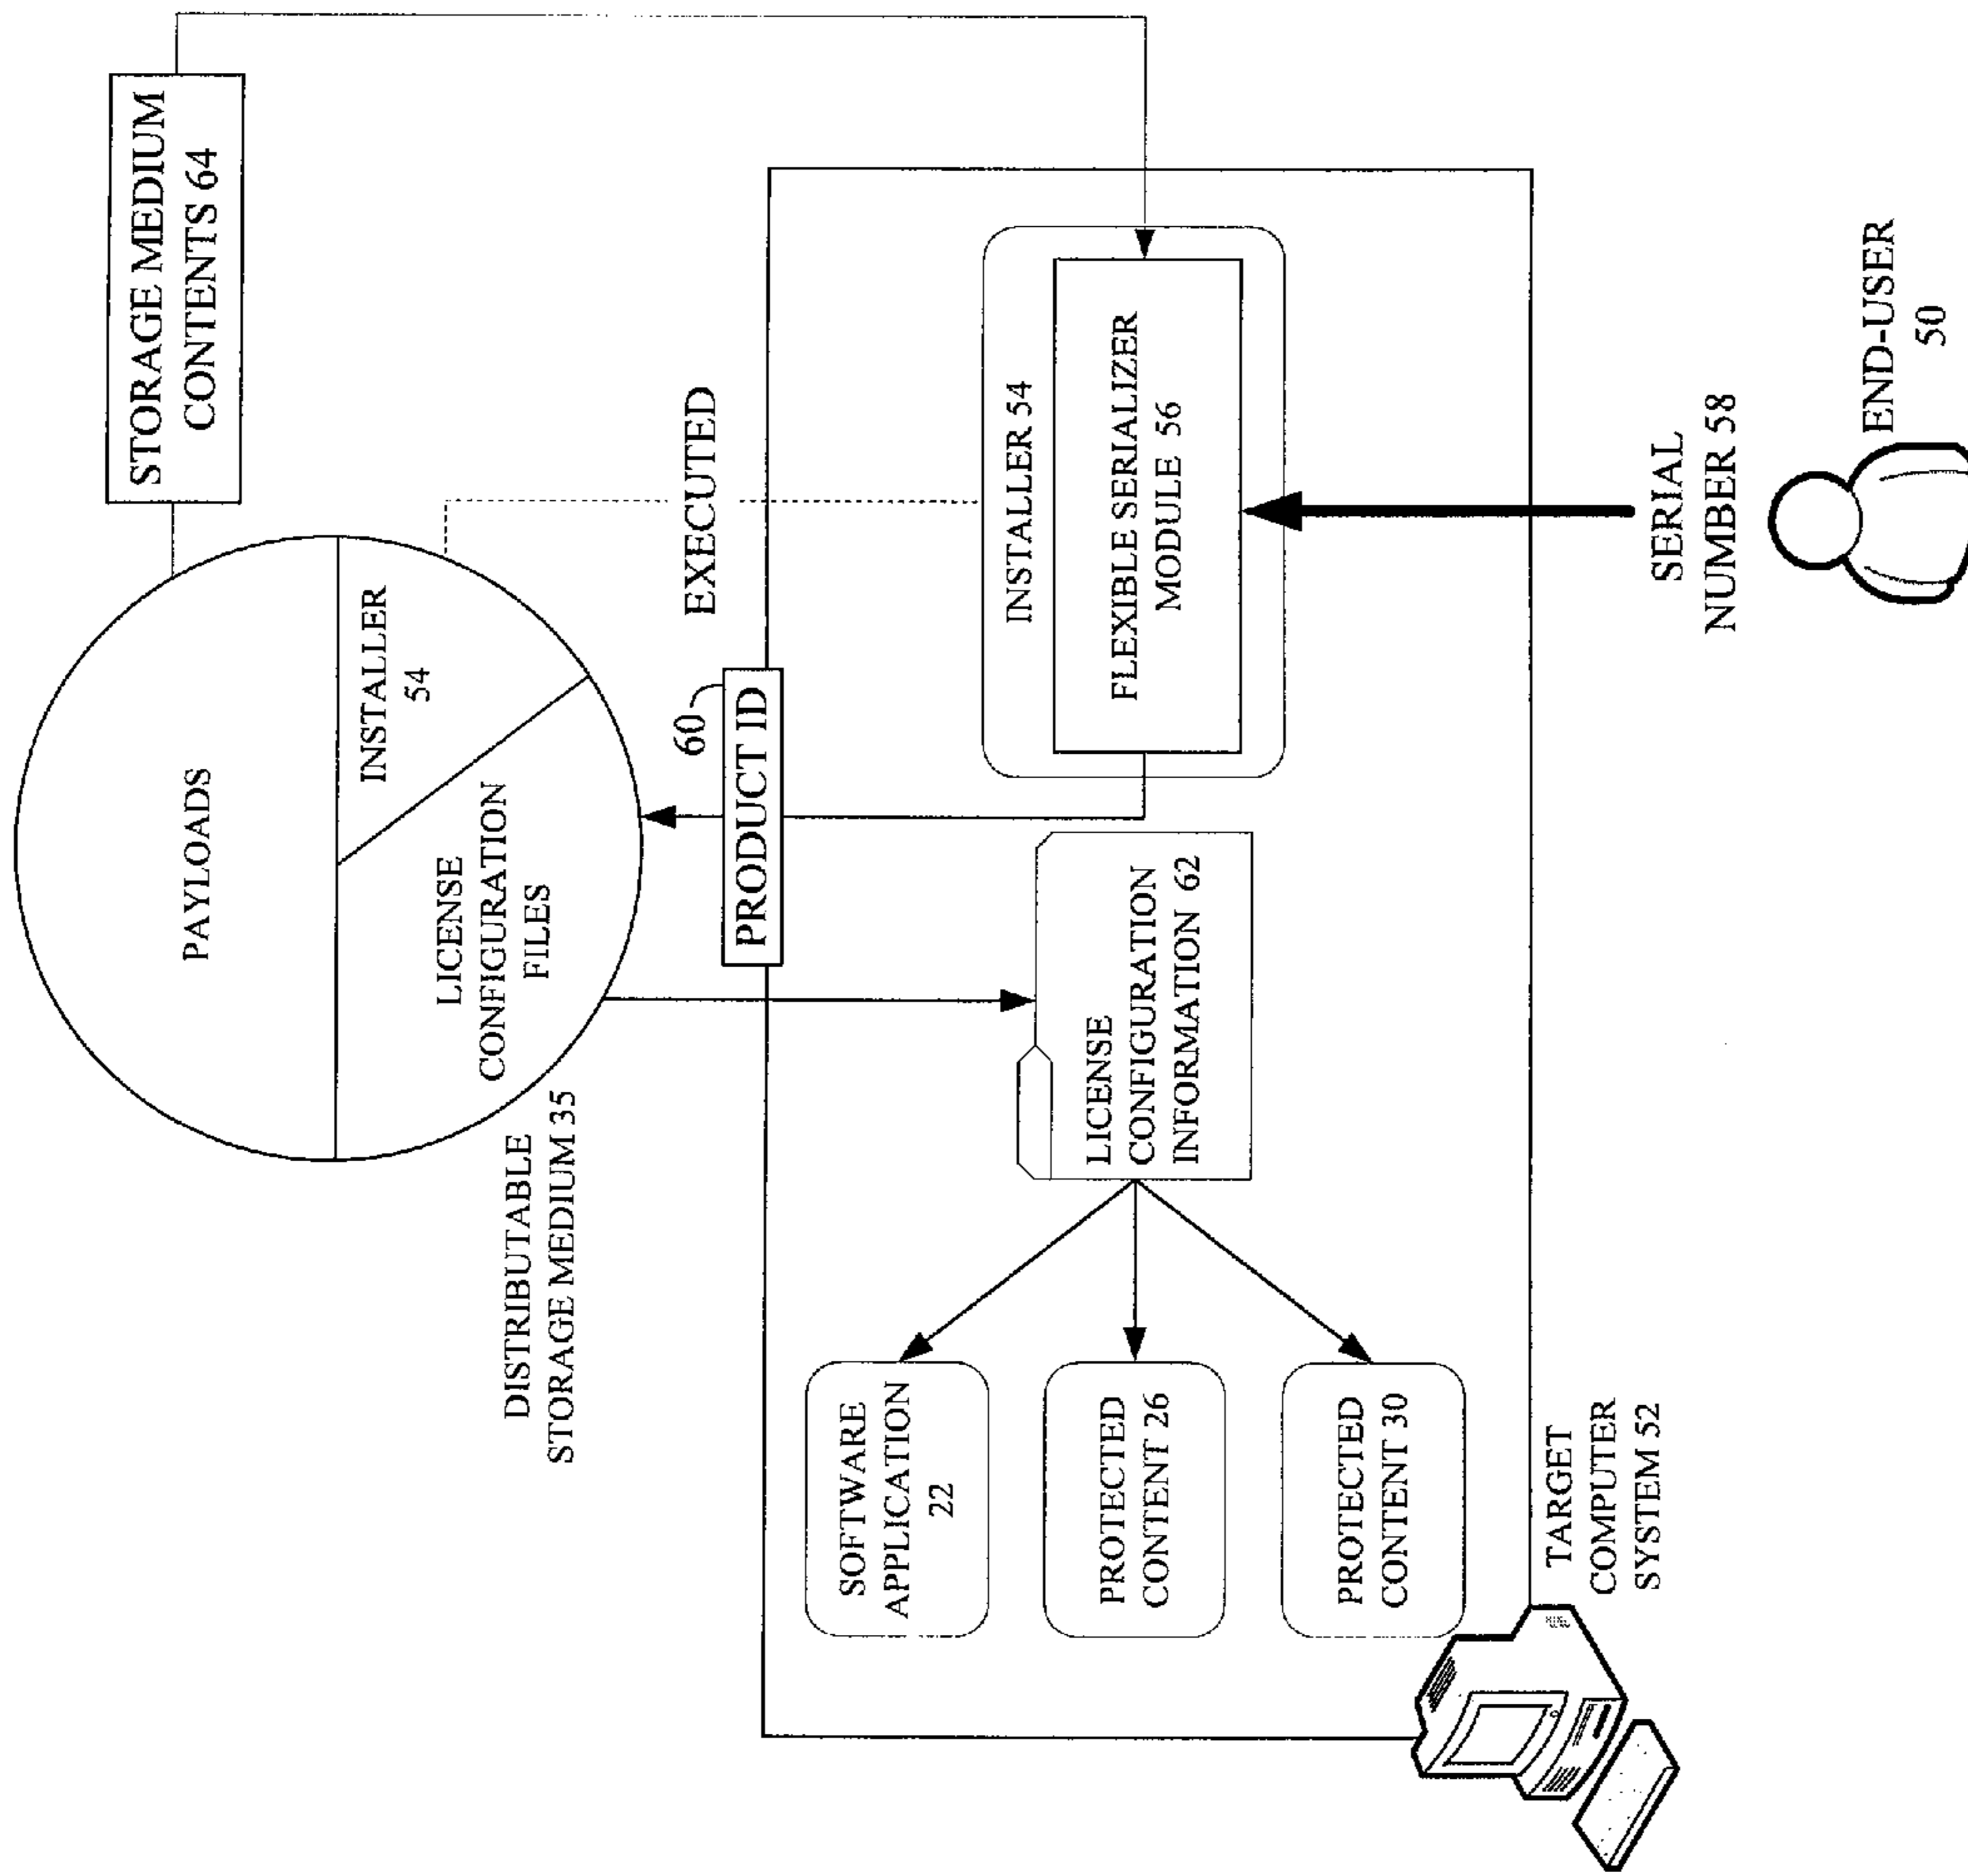 STORAGE MEDIUM
CONTENTS 64
PAYLOADS
INSTALLER
54
LICENSE
CONFIGURATION
FILES
DISTRIBUTABLE
STORAGE MEDIUM 35
EXECUTED
60
PRODUCT ID
INSTALLER 54
FLEXIBLE SERIALIZER
MODULE 56
LICENSE
CONFIGURATION
INFORMATION 62
SOFTWARE
APPLICATION
22
PROTECTED
CONTENT 26
PROTECTED
CONTENT 30
TARGET
COMPUTER
SYSTEM 52
SERIAL
NUMBER 58
END-USER
50